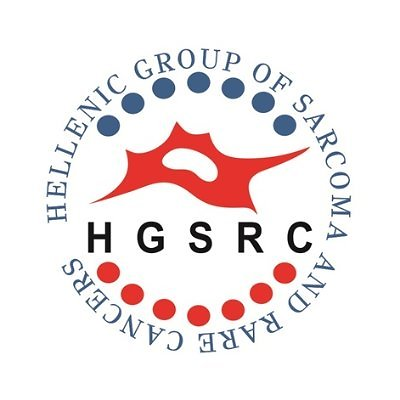 HELLENIC GROUP OF SARCOMA AND RARE CANCERS
HGSRC